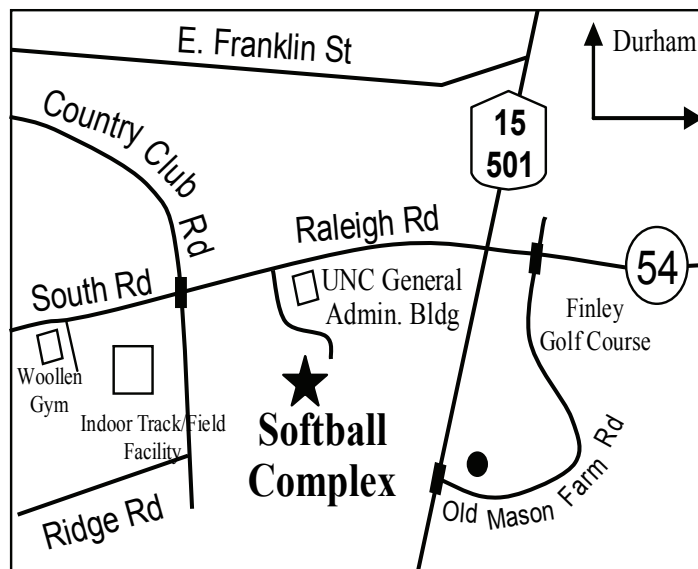 E. Franklin St
Durham
Country Club Rd
15
501
Raleigh Rd
54
South Rd
UNC General
Admin. Bldg
Finley
Golf Course
Woollen
Gym
Indoor Track/Field
Facility
Softball
Complex
Old Mason Farm Rd
Ridge Rd